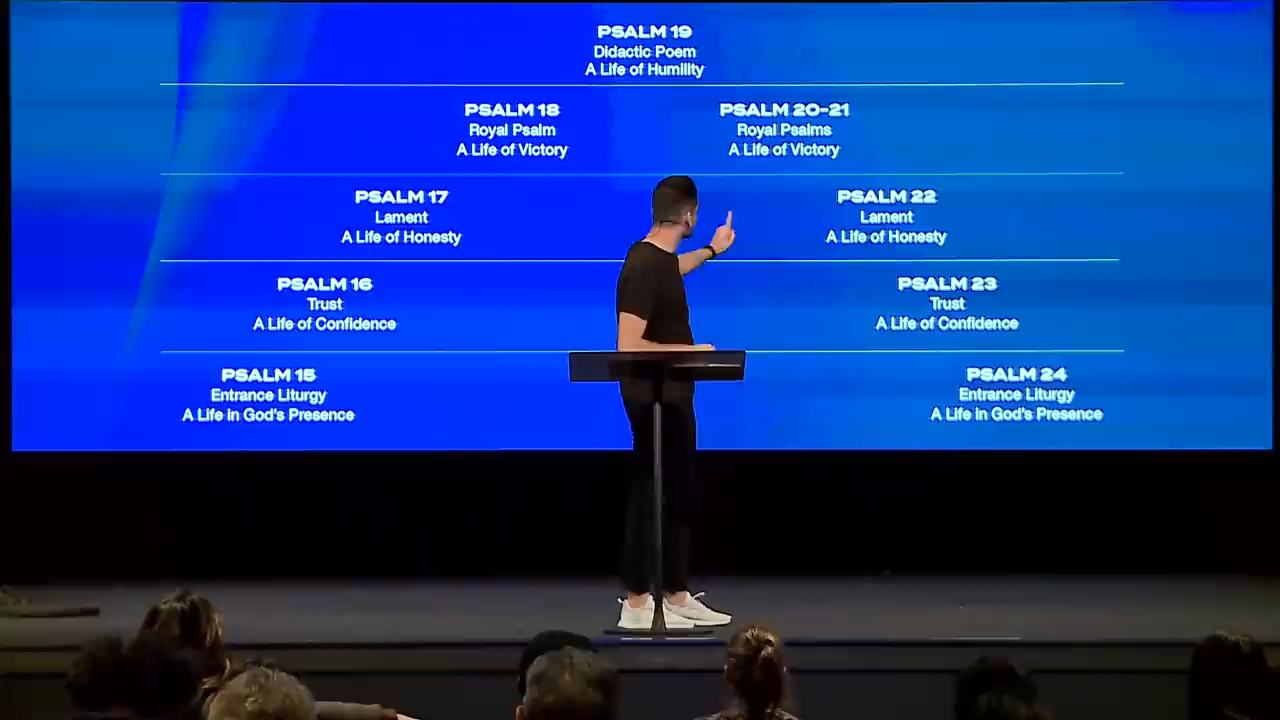 PSALM 19
Didactic Poem
A Life of Humility
PSALM 18
Royal Psalm
A Life of Victory
PSALM 20-21
Royal Psalms
A Life of Victory
PSALM 17
Lament
A Life of Honesty
PSALM 22
Lament
A Life of Honesty
PSALM 16
Trust
A Life of Confidence
PSALM 23
Trust
A Life of Confidence
PSALM 15
Entrance Liturgy
A Life in God's Presence
PSALM 24
Entrance Liturgy
A Life in God's Presence